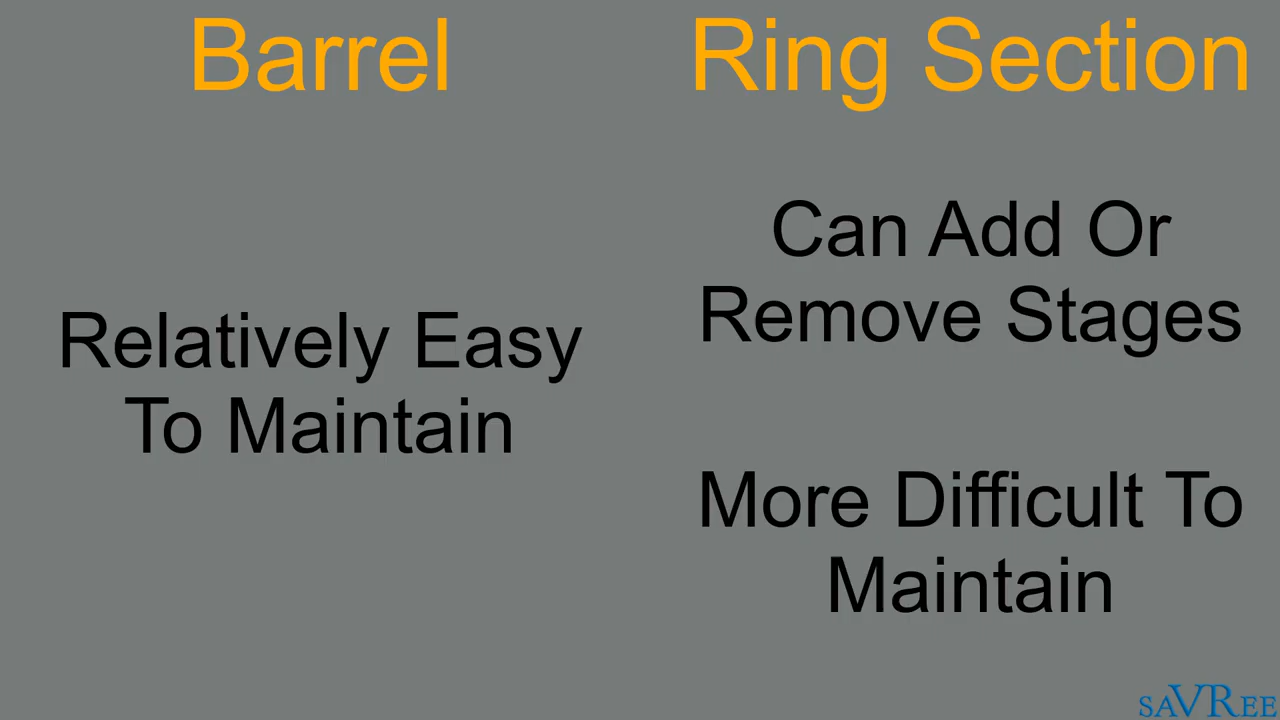 Barrel
Relatively Easy
To Maintain
Ring Section
Can Add Or
Remove Stages
More Difficult To
Maintain
saVRee